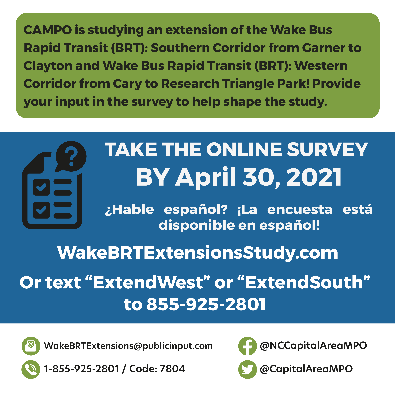 CAMPO is studying an extension of the Wake Bus
Rapid Transit (BRT): Southern Corridor from Garner to
Clayton and Wake Bus Rapid Transit (BRT): Western
Corridor from Cary to Research Triangle Park! Provide
your input in the survey to help shape the study.
TAKE THE ONLINE SURVEY
BY April 30, 2021
¿Hable español? ¡La encuesta está
disponible en español!
WakeBRTExtensionsStudy.com
Or text “ExtendWest” or “ExtendSouth”
to 855-925-2801
WakeBRTExtensions@publicinput.com
@NCCapitalAreaMPO
1-855-925-2801 / Code: 7804
@CapitalAreaMPO